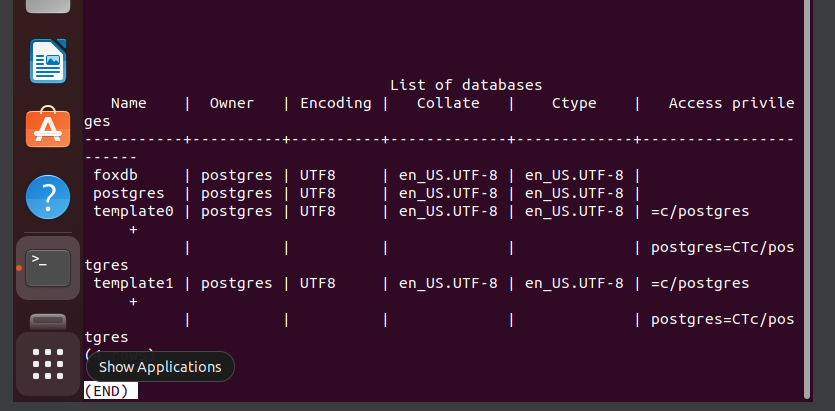 List of databases
Name | Owner | Encoding | Collate | Ctype | Access privile
ges
-----------+----------+----------+-------------+-------------+-----------------
------
foxdb | postgres | UTF8 | en_US.UTF-8 | en_US.UTF-8 |
postgres | postgres | UTF8 | en_US.UTF-8 | en_US.UTF-8 |
template0 | postgres | UTF8 | en_US.UTF-8 | en_US.UTF-8 | =c/postgres
+
| | | | | postgres=CTc/pos
tgres
template1 | postgres | UTF8 | en_US.UTF-8 | en_US.UTF-8 | =c/postgres
+
| | | | | postgres=CTc/pos
tgres
Show Applications
(END)